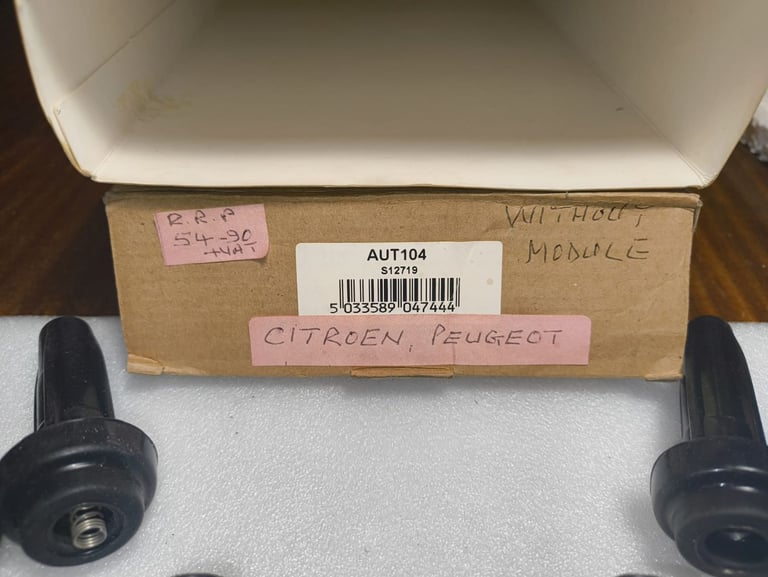 R.R.P
54-90
+VAT
WITHOUT
MODULE
AUT104
S12719
5 033589 047444
CITROEN, PEUGEOT